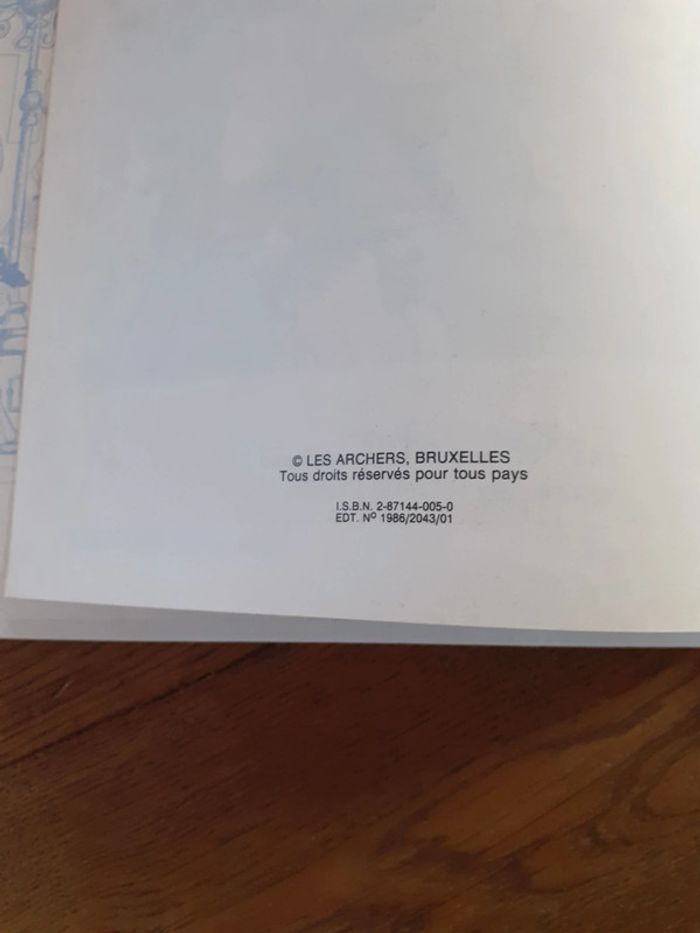 © LES ARCHERS, BRUXELLES
Tous droits réservés pour tous pays
I.S.B.N. 2-87144-005-0
EDT. Nº 1986/2043/01